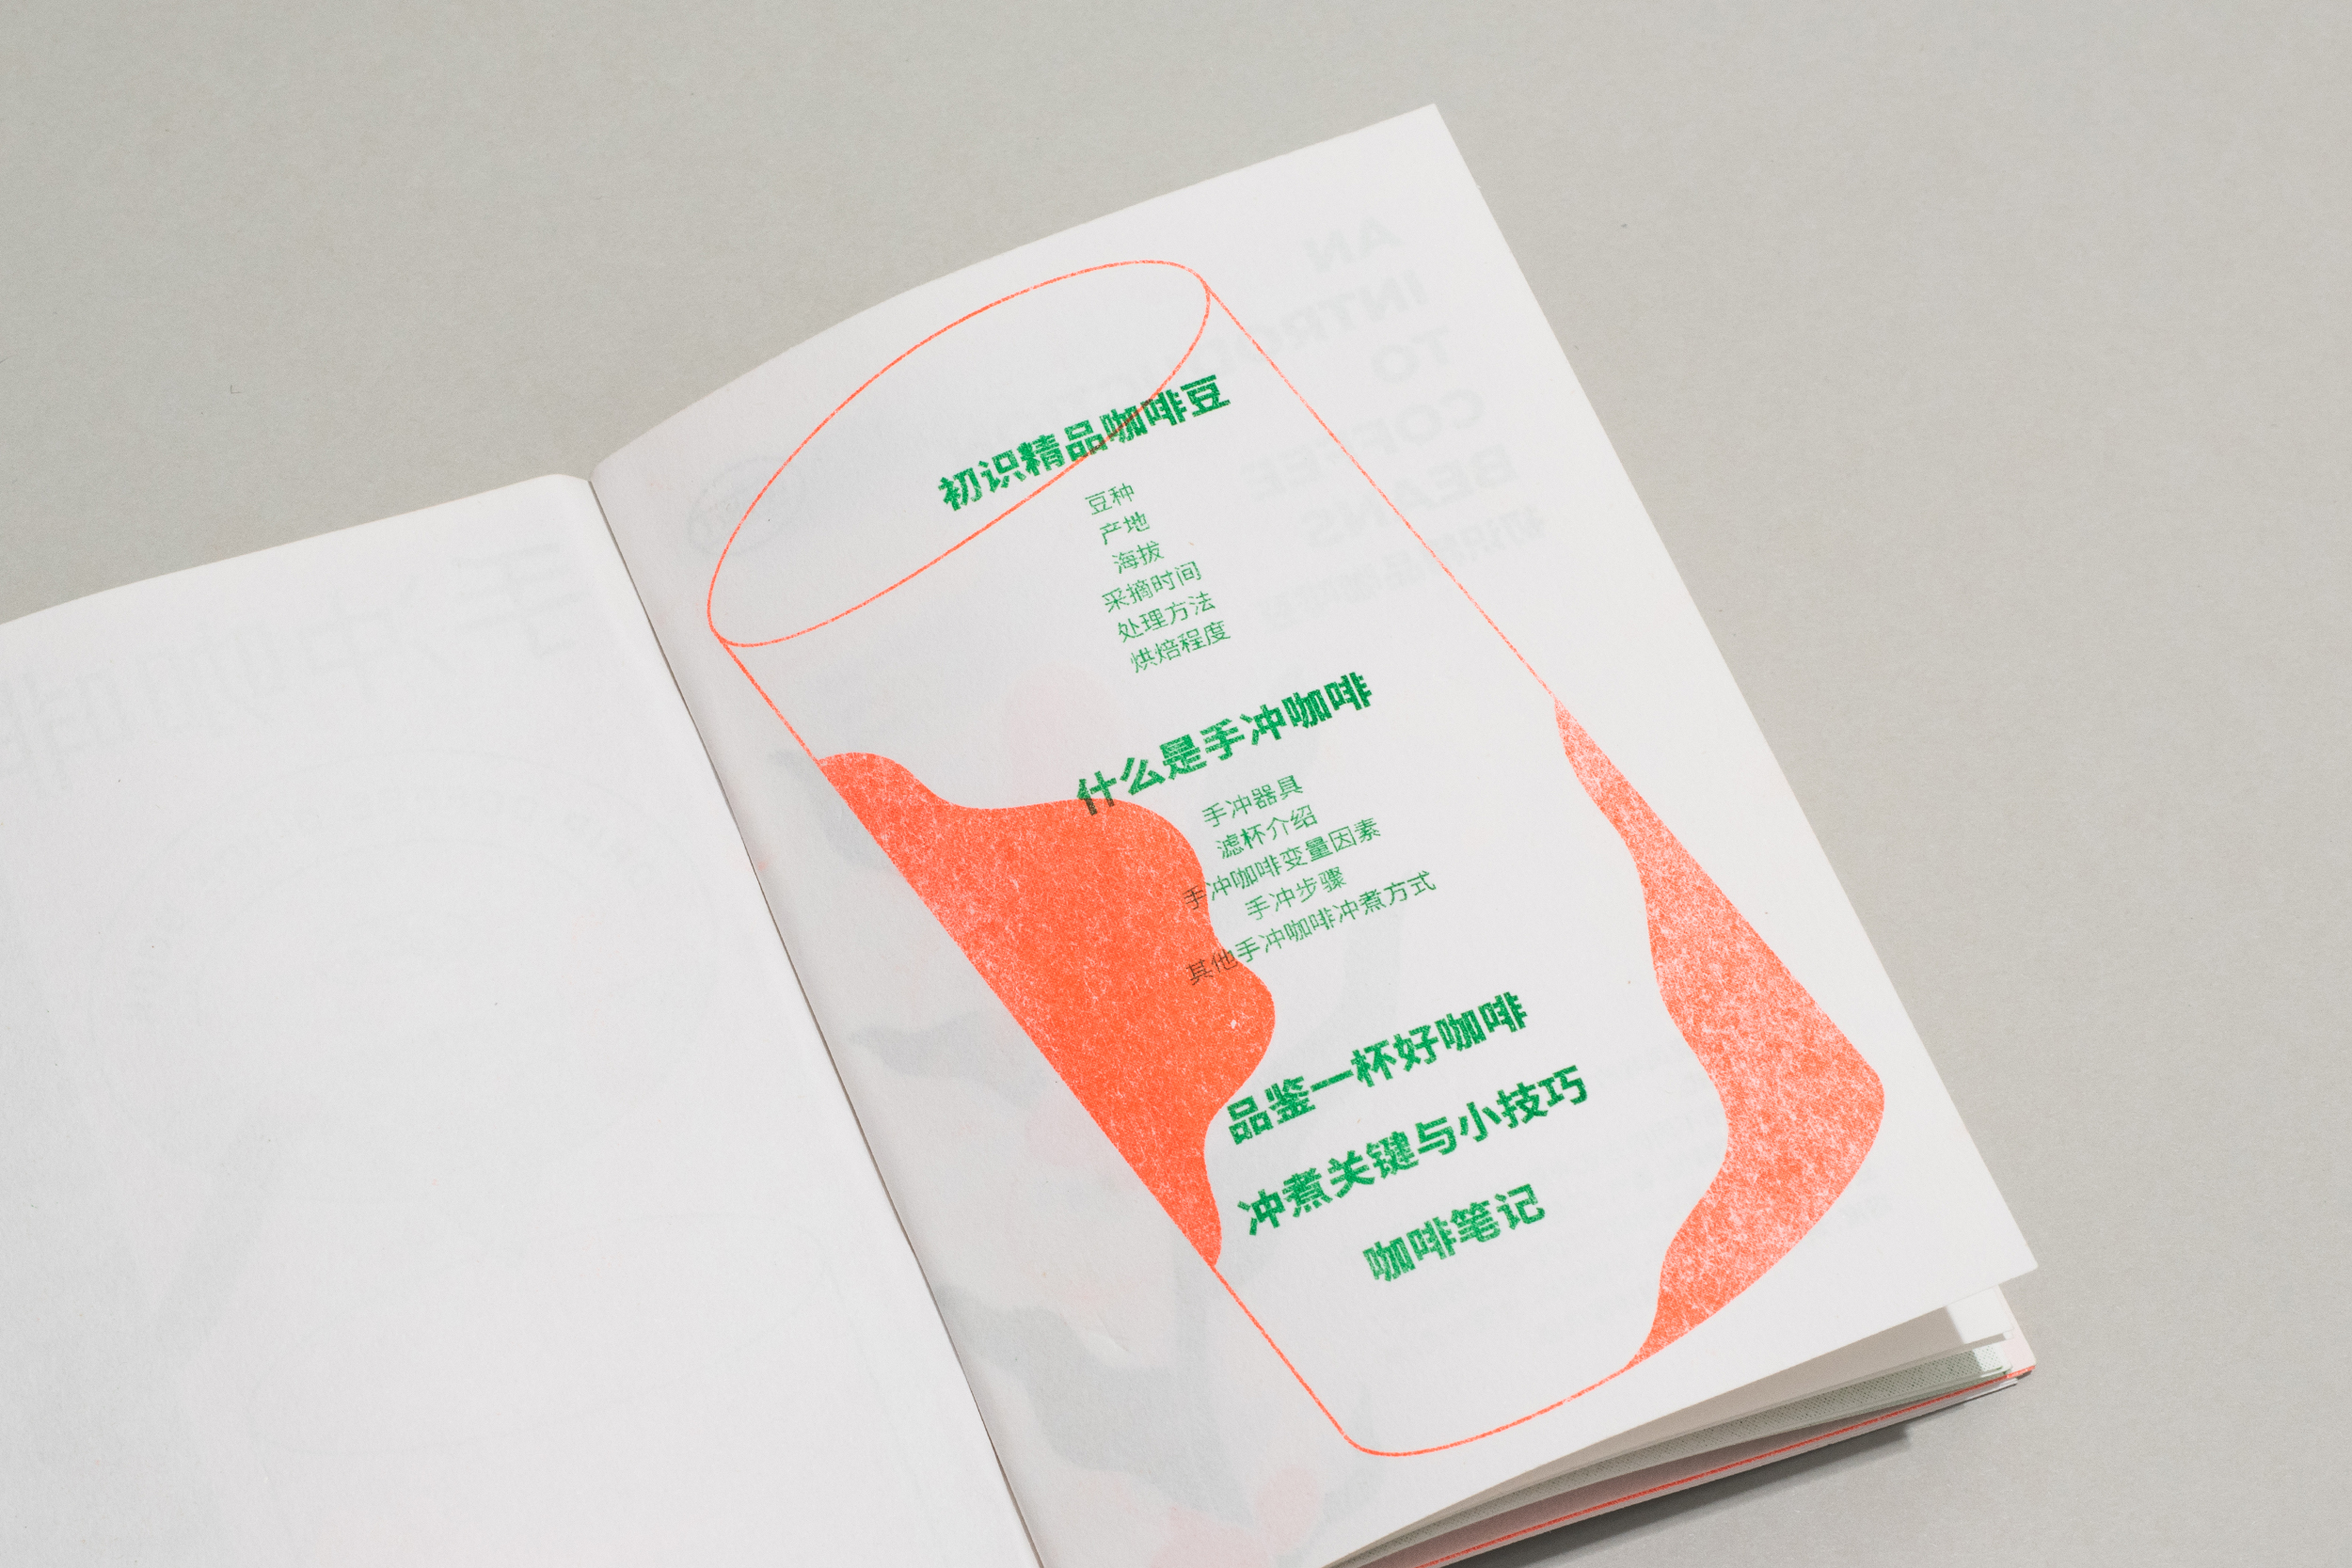 初识精品咖啡豆
豆种
产地
海拔
采摘时间
处理方法
烘焙程度
什么是手冲咖啡
手冲器具
滤杯介绍
手冲咖啡变量因素
手冲步骤
其他手冲咖啡冲煮方式
品鉴一杯好咖啡
冲煮关键与小技巧
咖啡笔记